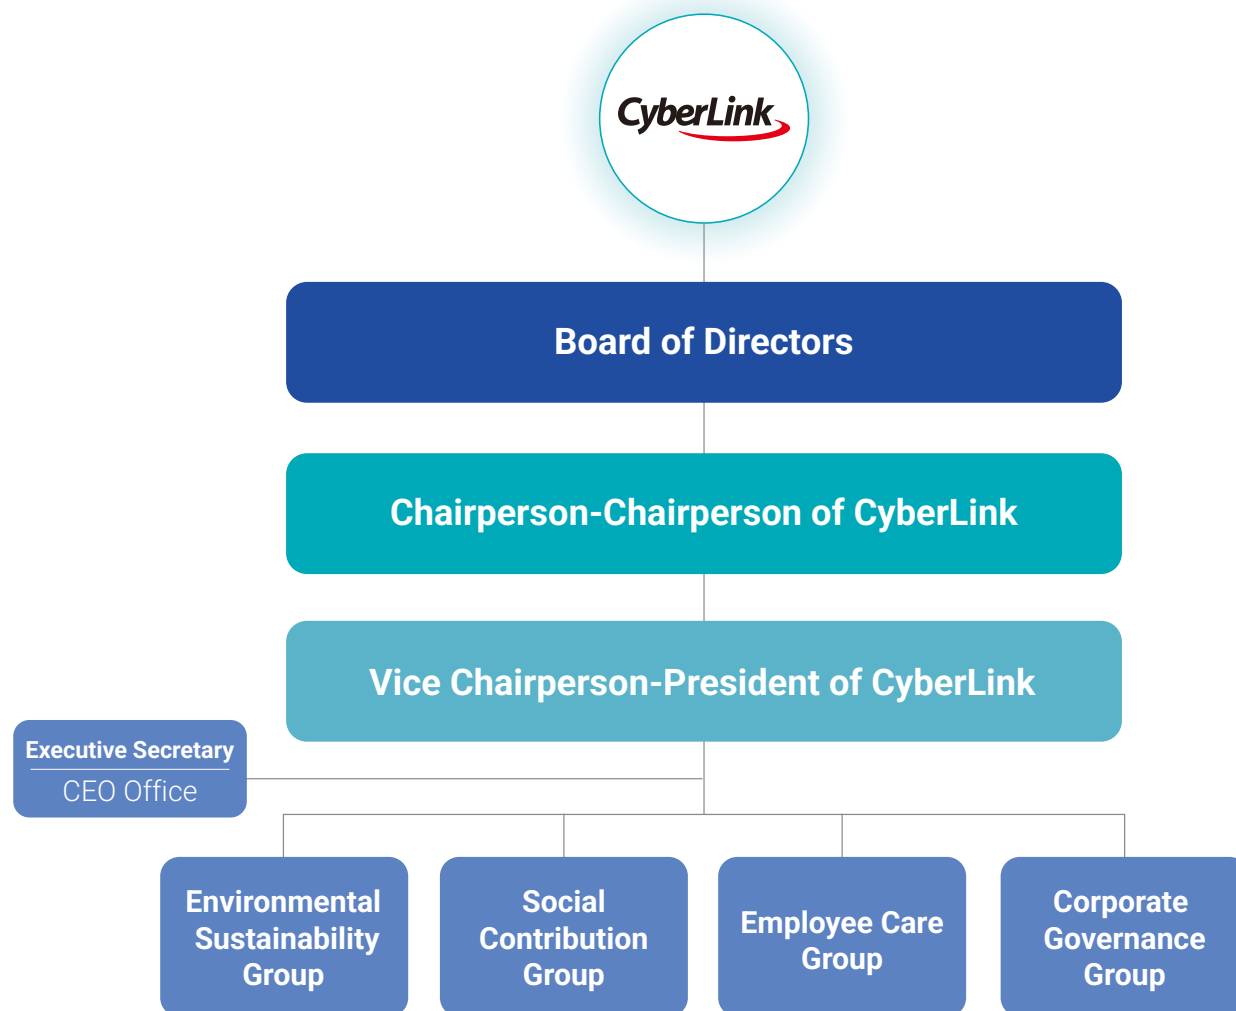 CyberLink
Board of Directors
Chairperson-Chairperson of CyberLink
Vice Chairperson-President of CyberLink
Executive Secretary
CEO Office
Environmental
Sustainability
Group
Social
Contribution
Group
Employee Care
Group
Corporate
Governance
Group